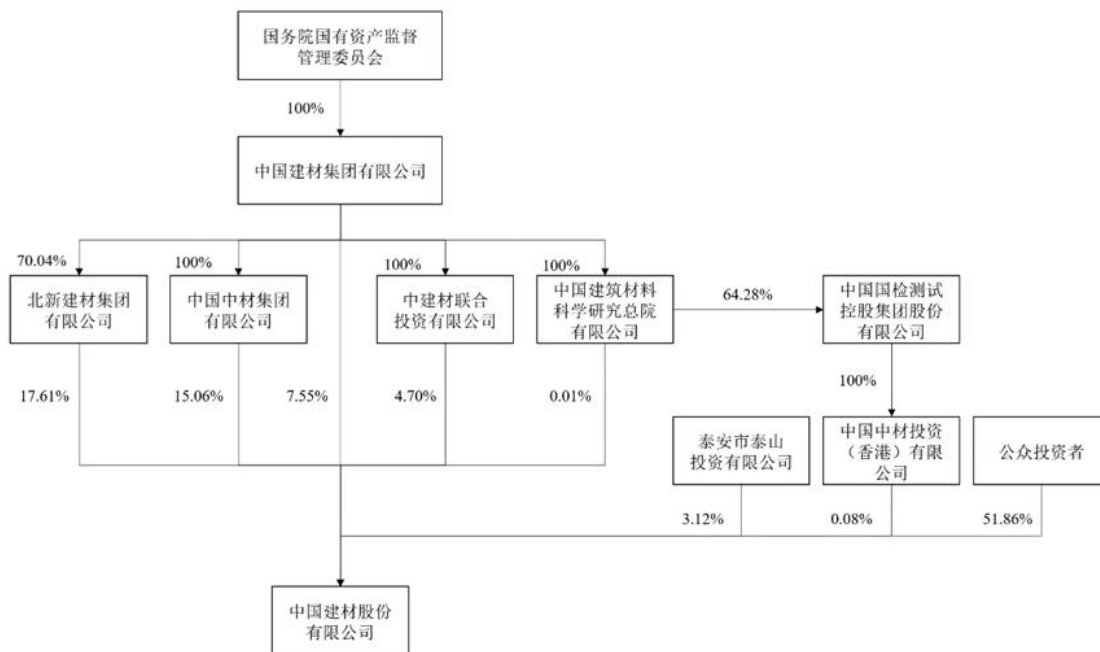 国务院国有资产监督
管理委员会
100%
中国建材集团有限公司
70.04%
100%
100%
100%
北新建材集团
有限公司
中国中材集团
有限公司
中建材联合
投资有限公司
中国建筑材料
科学研究总院
有限公司
64.28%
中国国检测试
控股集团股份
有限公司
17.61%
15.06%
7.55%
4.70%
0.01%
100%
泰安市泰山
投资有限公司
中国中材投资
（香港）有限
公司
公众投资者
3.12%
0.08%
51.86%
中国建材股份
有限公司